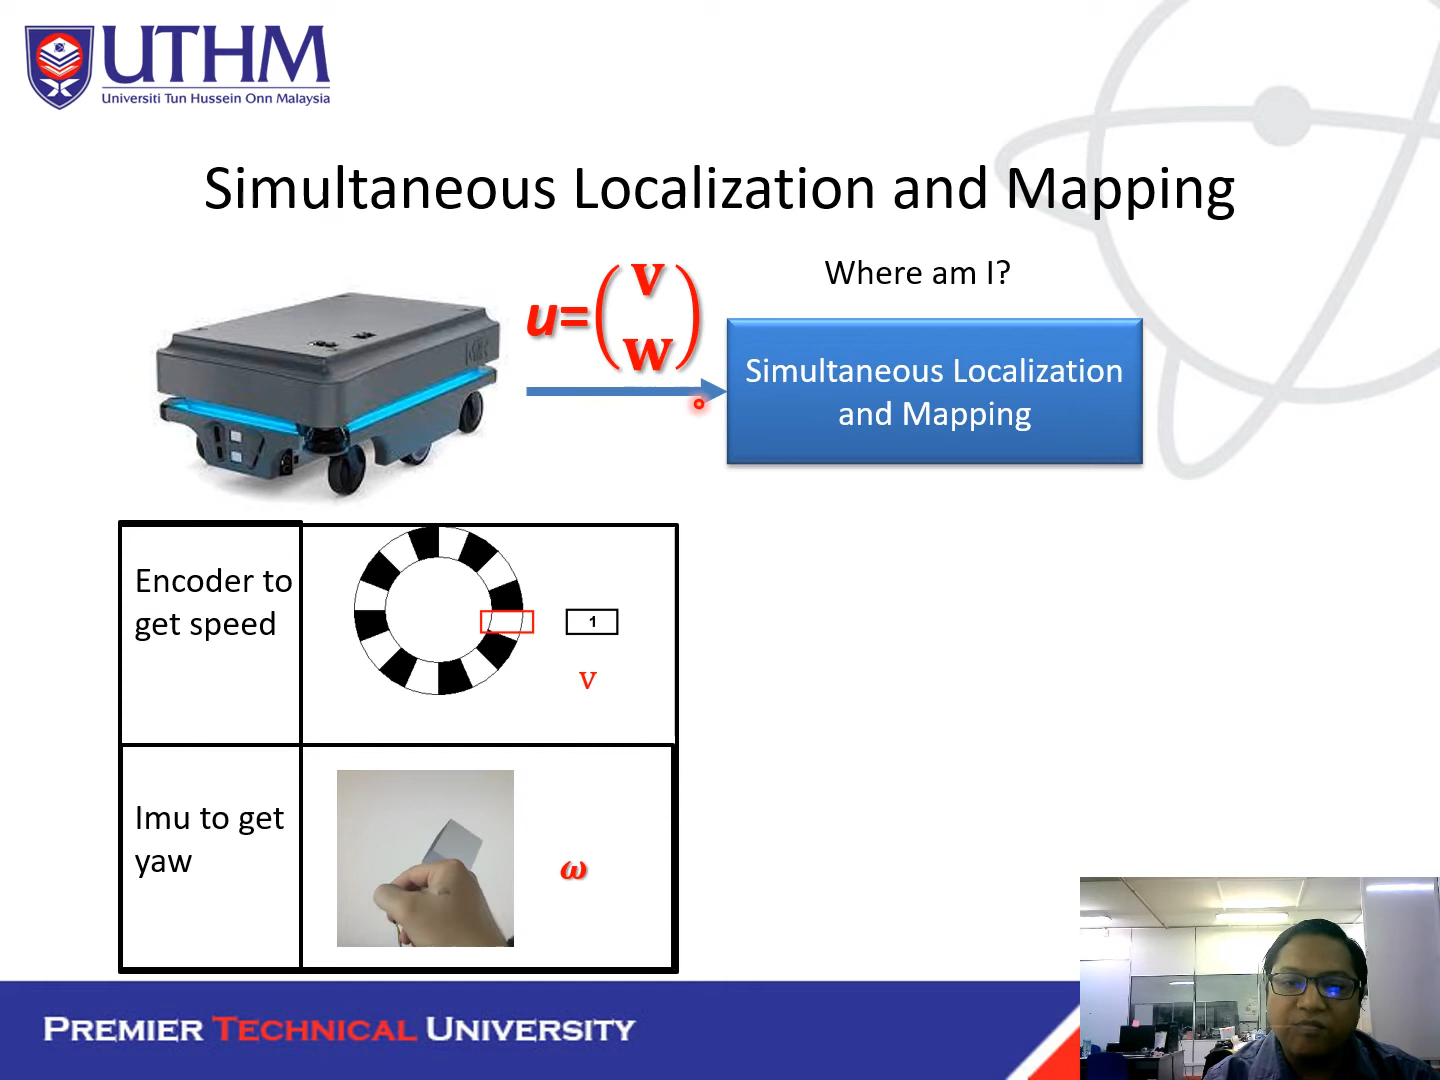 UTHM
Universiti Tun Hussein Onn Malaysia
Simultaneous Localization and Mapping
Where am I?
u=(v
w)
Simultaneous Localization
and Mapping
Encoder to
get speed
1
v
Imu to get
yaw
ω
PREMIER TECHNICAL UNIVERSITY